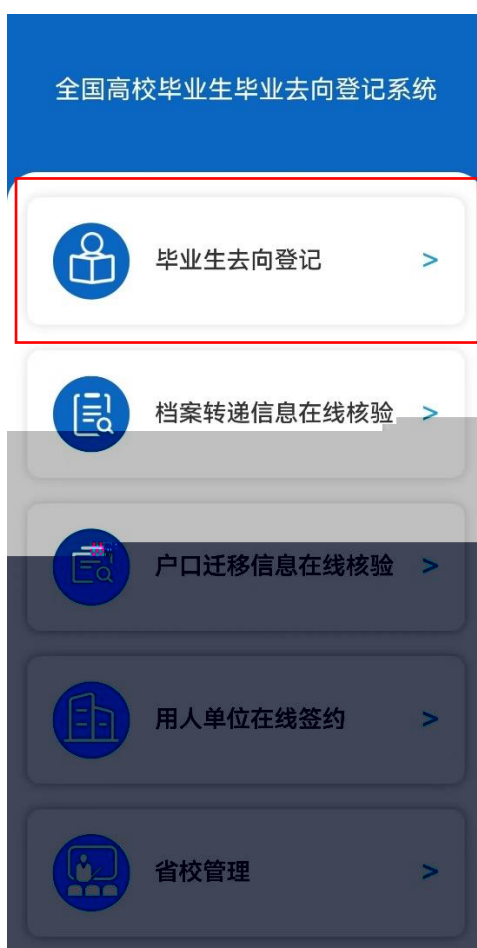 全国高校毕业生毕业去向登记系统
毕业生去向登记 >
档案转递信息在线核验 >
户口迁移信息在线核验 >
用人单位在线签约 >
省校管理 >